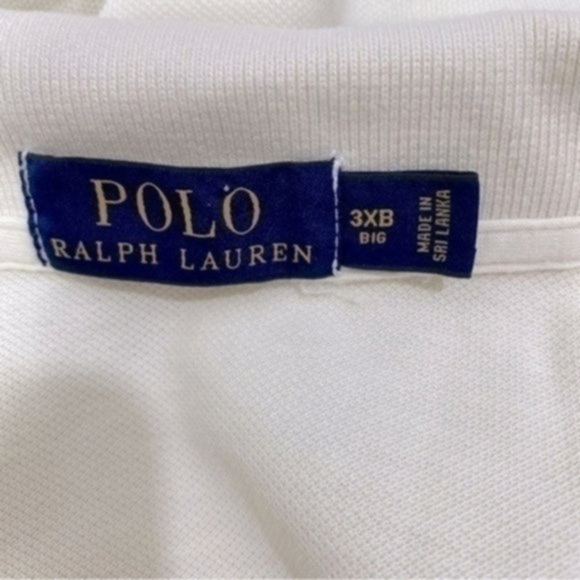 POLO
RALPH LAUREN
3XB
BIG
MADE IN
SRI LANKA